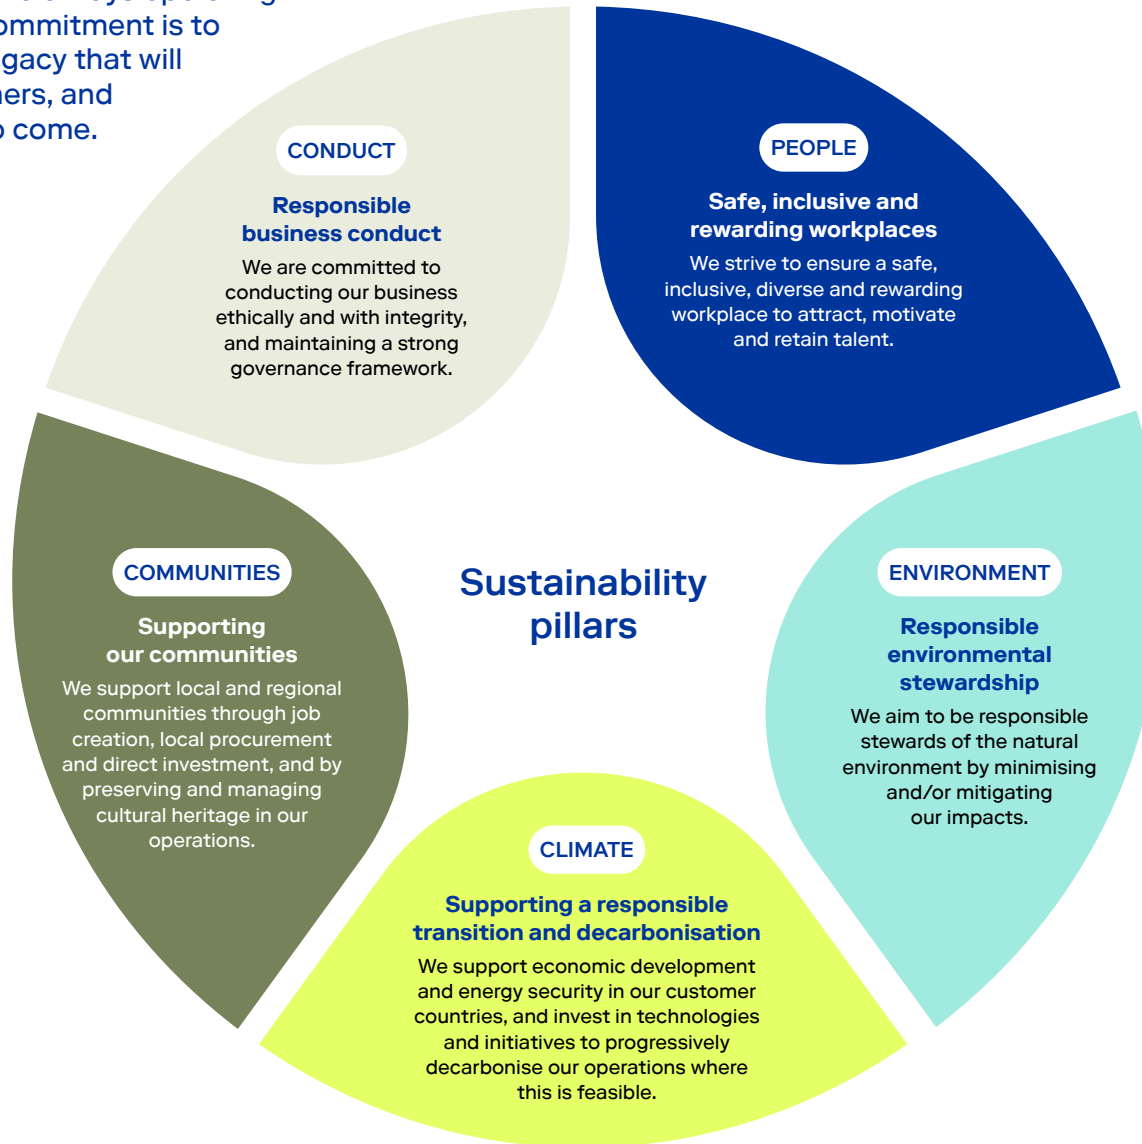 commitment is to
legacy that will
and
to come.
CONDUCT
Responsible
business conduct
We are committed to
conducting our business
ethically and with integrity,
and maintaining a strong
governance framework.
PEOPLE
Safe, inclusive and
rewarding workplaces
We strive to ensure a safe,
inclusive, diverse and rewarding
workplace to attract, motivate
and retain talent.
COMMUNITIES
Supporting
our communities
We support local and regional
communities through job
creation, local procurement
and direct investment, and by
preserving and managing
cultural heritage in our
operations.
Sustainability
pillars
ENVIRONMENT
Responsible
environmental
stewardship
We aim to be responsible
stewards of the natural
environment by minimising
and/or mitigating
our impacts.
CLIMATE
Supporting a responsible
transition and decarbonisation
We support economic development
and energy security in our customer
countries, and invest in technologies
and initiatives to progressively
decarbonise our operations where
this is feasible.